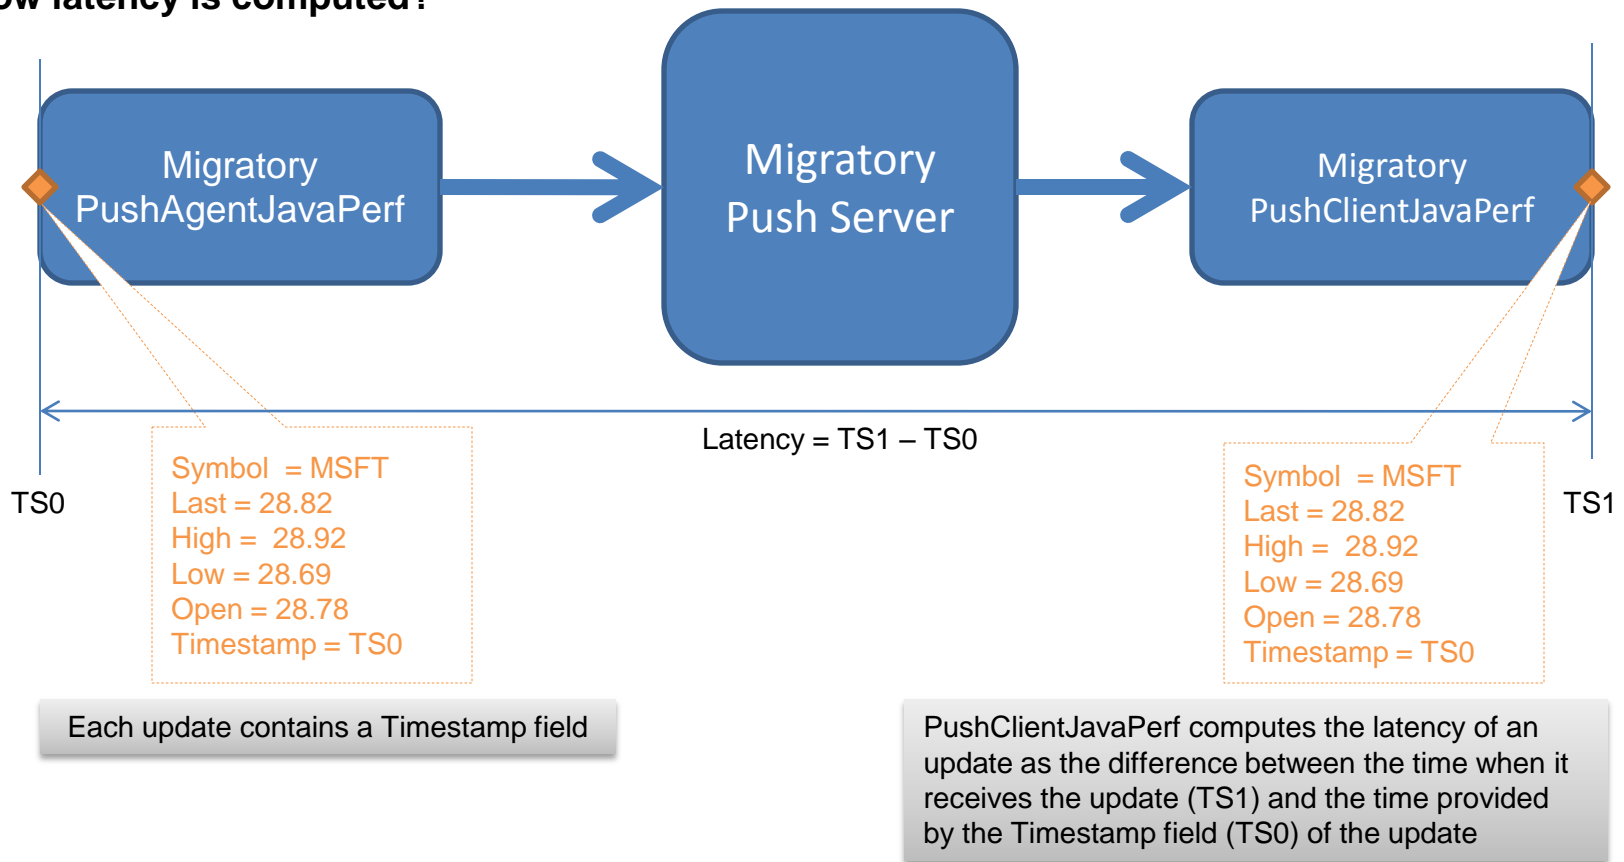 ow latency is computed?
Migratory
PushAgentJavaPerf
Migratory
Push Server
Migratory
PushClientJavaPerf
Latency = TS1 – TS0
TS0
TS1
Symbol  = MSFT
Last = 28.82
High =  28.92
Low = 28.69
Open = 28.78
Timestamp = TS0
Symbol  = MSFT
Last = 28.82
High =  28.92
Low = 28.69
Open = 28.78
Timestamp = TS0
Each update contains a Timestamp field
PushClientJavaPerf computes the latency of an
update as the difference between the time when it
receives the update (TS1) and the time provided
by the Timestamp field (TS0) of the update